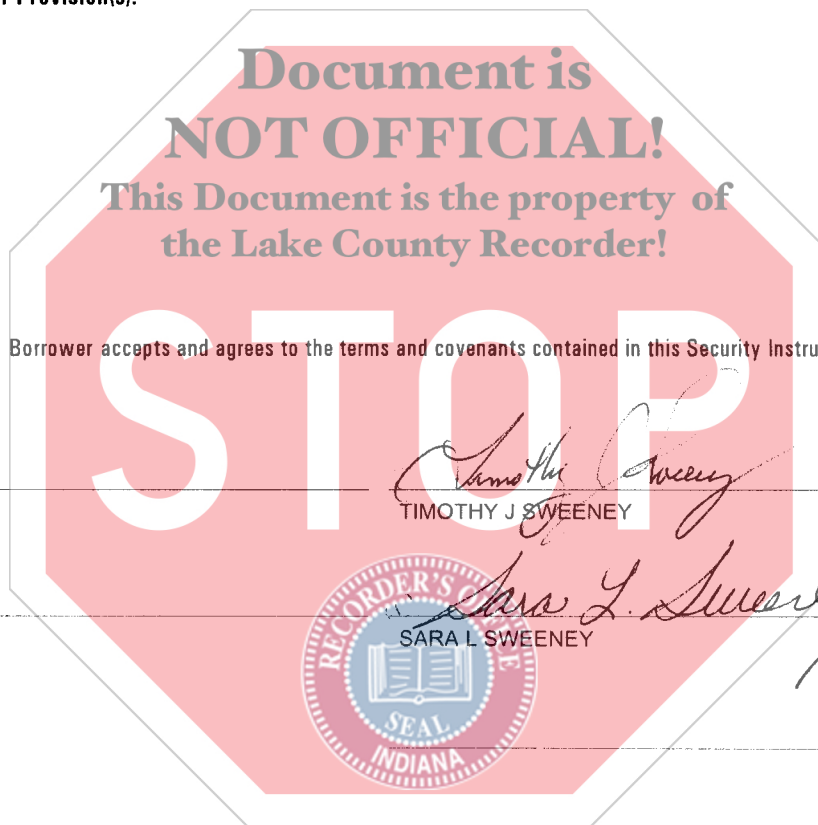 Document is
NOT OFFICIAL!
This Document is the property of
the Lake County Recorder!
Borrower accepts and agrees to the terms and covenants contained in this Security Instru
STOP
Timothy J Sweeney
TIMOTHY J SWEENEY
Sara L. Sweeney
SARA L SWEENEY
RECORDER'S OFFICE
SEAL
INDIANA